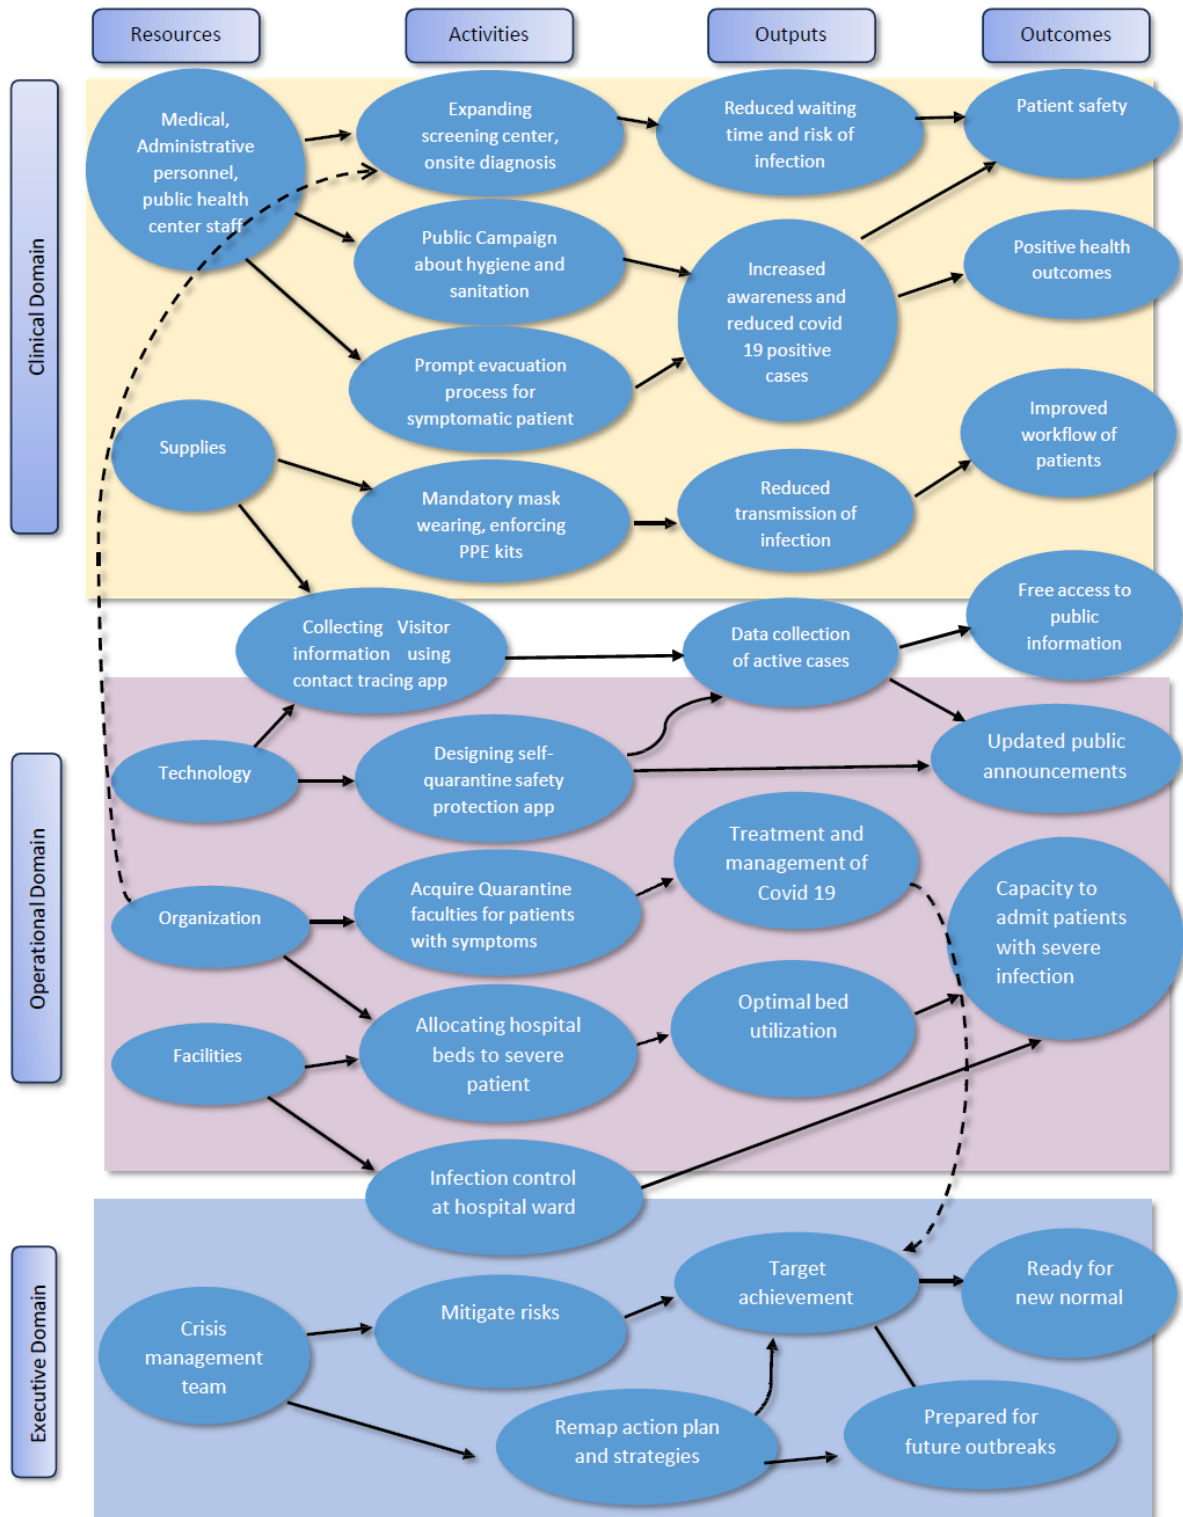 Resources
Activities
Outputs
Outcomes
Clinical Domain
Medical,
Administrative
personnel,
public health
center staff
Expanding
screening center,
onsite diagnosis
Reduced waiting
time and risk of
infection
Patient safety
Public Campaign
about hygiene and
sanitation
Increased
awareness and
reduced covid
19 positive
cases
Positive health
outcomes
Prompt evacuation
process for
symptomatic patient
Supplies
Mandatory mask
wearing, enforcing
PPE kits
Reduced
transmission of
infection
Improved
workflow of
patients
Collecting Visitor
information using
contact tracing app
Data collection
of active cases
Free access to
public
information
Operational Domain
Technology
Designing self-
quarantine safety
protection app
Updated public
announcements
Organization
Acquire Quarantine
faculties for patients
with symptoms
Treatment and
management of
Covid 19
Capacity to
admit patients
with severe
infection
Facilities
Allocating hospital
beds to severe
patient
Optimal bed
utilization
Infection control
at hospital ward
Executive Domain
Crisis
management
team
Mitigate risks
Target
achievement
Ready for
new normal
Remap action plan
and strategies
Prepared for
future outbreaks